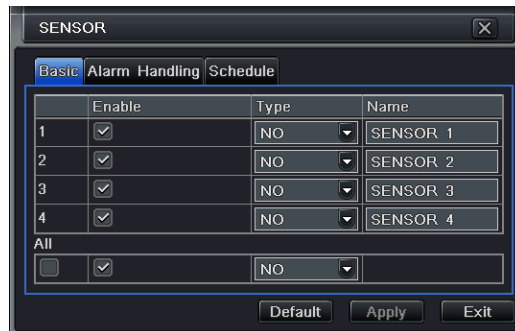 SENSOR
Basic Alarm Handling Schedule
Enable Type Name
1 NO SENSOR 1
2 NO SENSOR 2
3 NO SENSOR 3
4 NO SENSOR 4
All
NO
Default Apply Exit